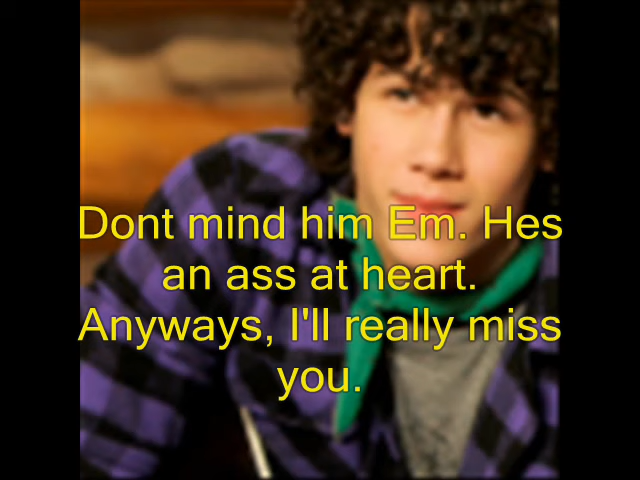 Dont mind him Em. Hes
an ass at heart.
Anyways, I'll really miss
you.